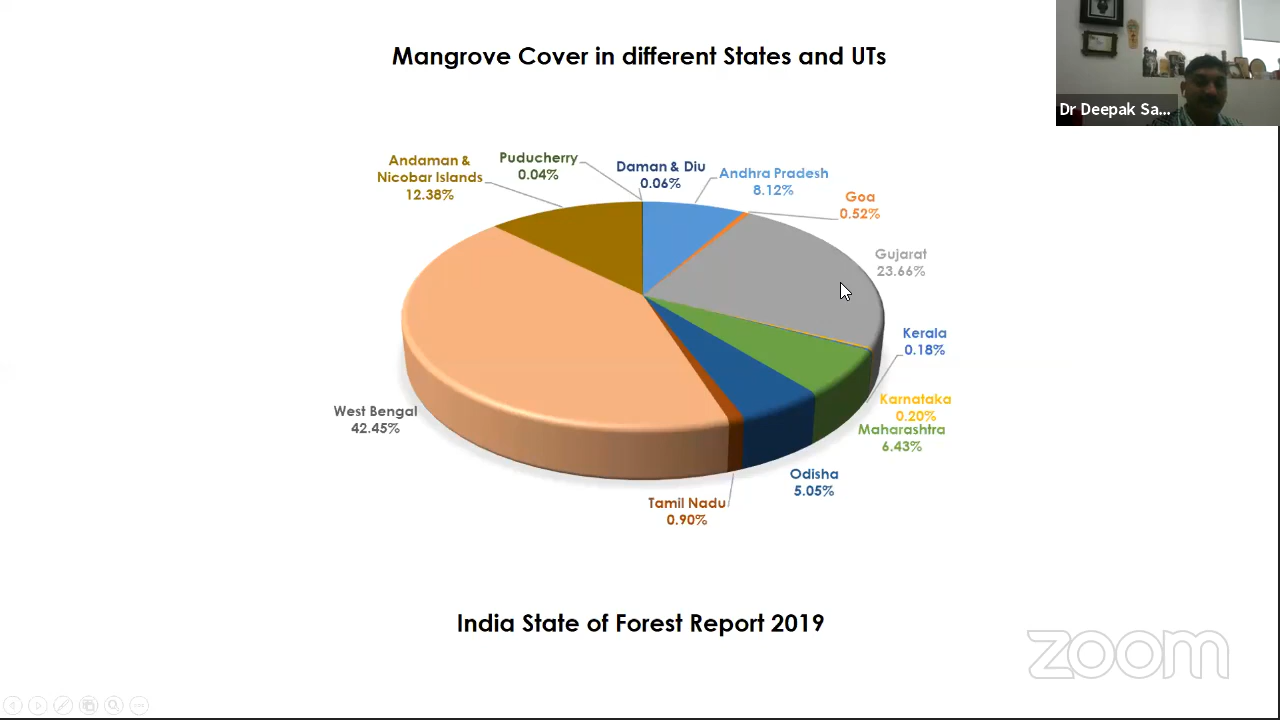 Mangrove Cover in different States and UTs
Dr Deepak Sa...
Andaman &
Nicobar Islands
12.38%
Puducherry
0.04%
Daman & Diu
0.06%
Andhra Pradesh
8.12%
Goa
0.52%
Gujarat
23.66%
Kerala
0.18%
Karnataka
0.20%
Maharashtra
6.43%
West Bengal
42.45%
Odisha
5.05%
Tamil Nadu
0.90%
India State of Forest Report 2019
zoom